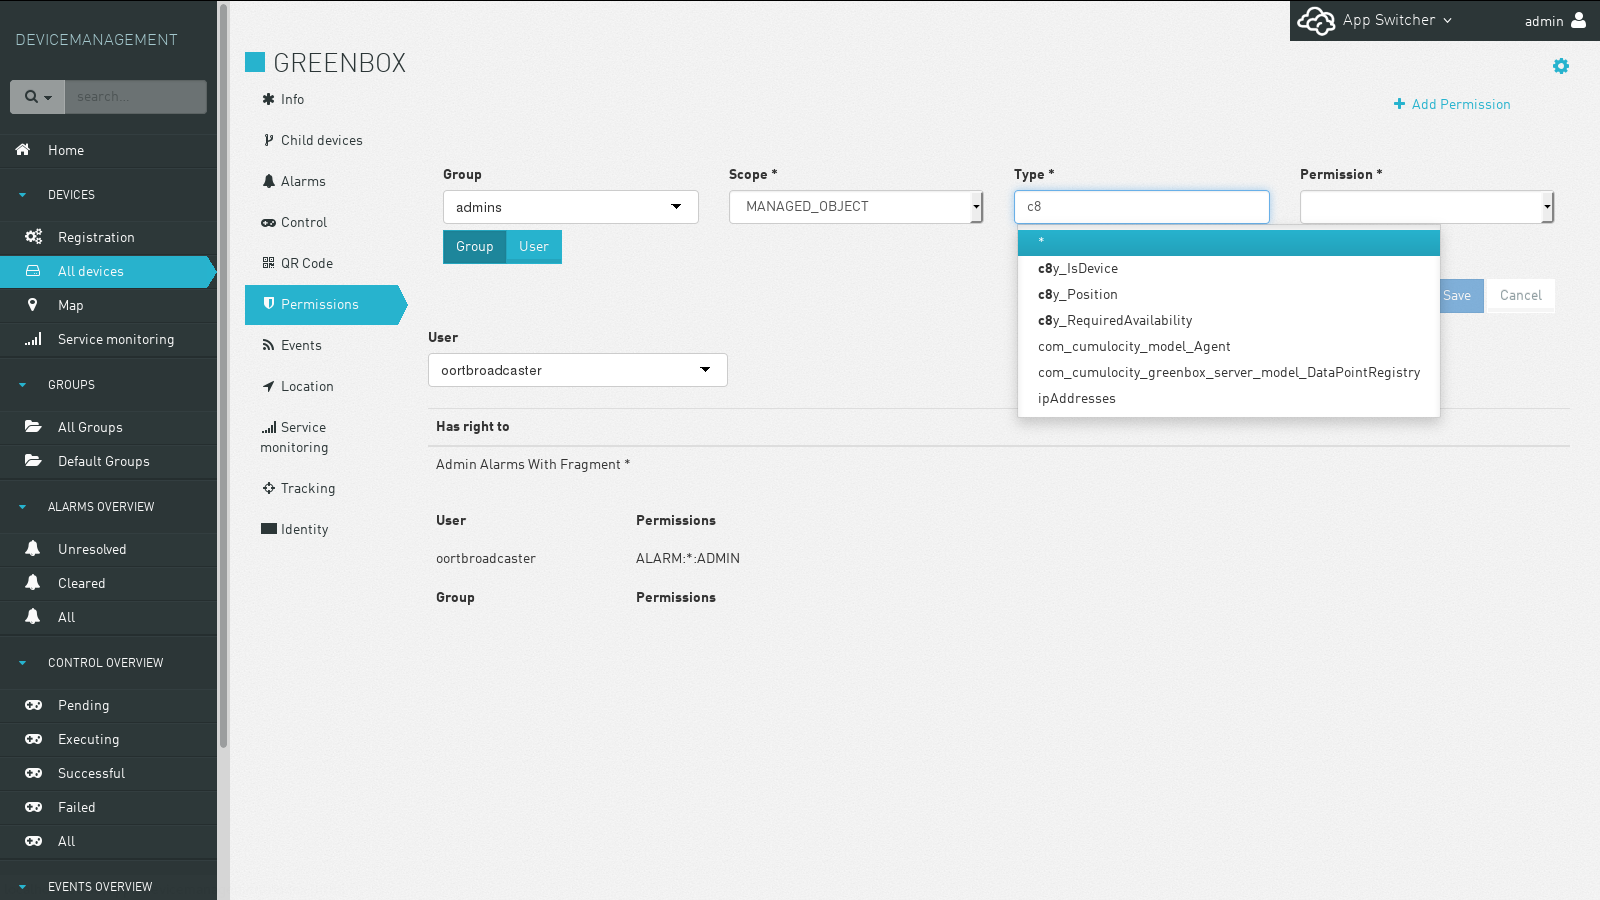 DEVICEMANAGEMENT
search...
Home
DEVICES
Registration
All devices
Map
Service monitoring
GROUPS
All Groups
Default Groups
ALARMS OVERVIEW
Unresolved
Cleared
All
CONTROL OVERVIEW
Pending
Executing
Successful
Failed
All
EVENTS OVERVIEW
App Switcher
admin
GREENBOX
Info
Child devices
Alarms
Control
QR Code
Permissions
Events
Location
Service
monitoring
Tracking
Identity
Add Permission
Group
Scope *
Type *
Permission *
admins
MANAGED_OBJECT
c8
Group User
*
c8y_IsDevice
c8y_Position
c8y_RequiredAvailability
com_cumulocity_model_Agent
com_cumulocity_greenbox_server_model_DataPointRegistry
ipAddresses
Save
Cancel
User
oortbroadcaster
Has right to
Admin Alarms With Fragment *
User Permissions
oortbroadcaster ALARM:*:ADMIN
Group Permissions